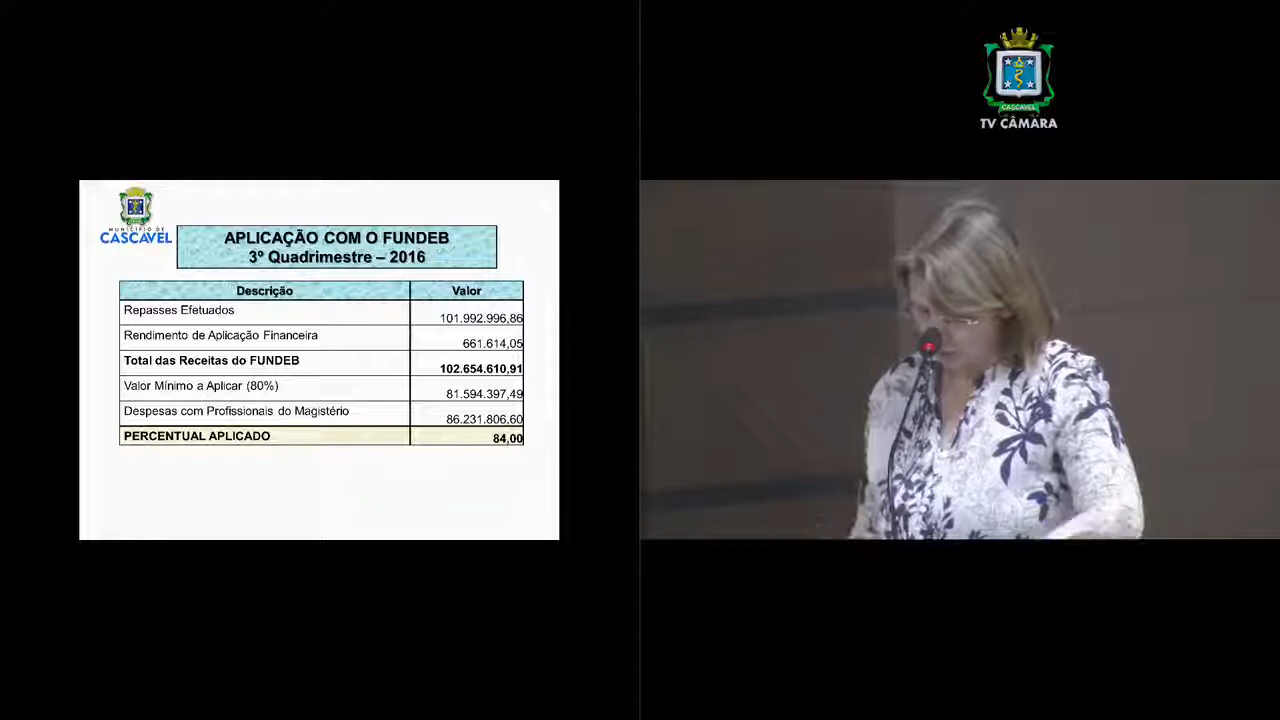 CASCAVEL
TV CÂMARA
MUNICÍPIO DE
CASCAVEL
APLICAÇÃO COM O FUNDEB
3º Quadrimestre – 2016
Descrição Valor
Repasses Efetuados 101.992.996,86
Rendimento de Aplicação Financeira 661.614,05
Total das Receitas do FUNDEB 102.654.610,91
Valor Mínimo a Aplicar (80%) 81.594.397,49
Despesas com Profissionais do Magistério 86.231.806,60
PERCENTUAL APLICADO 84,00